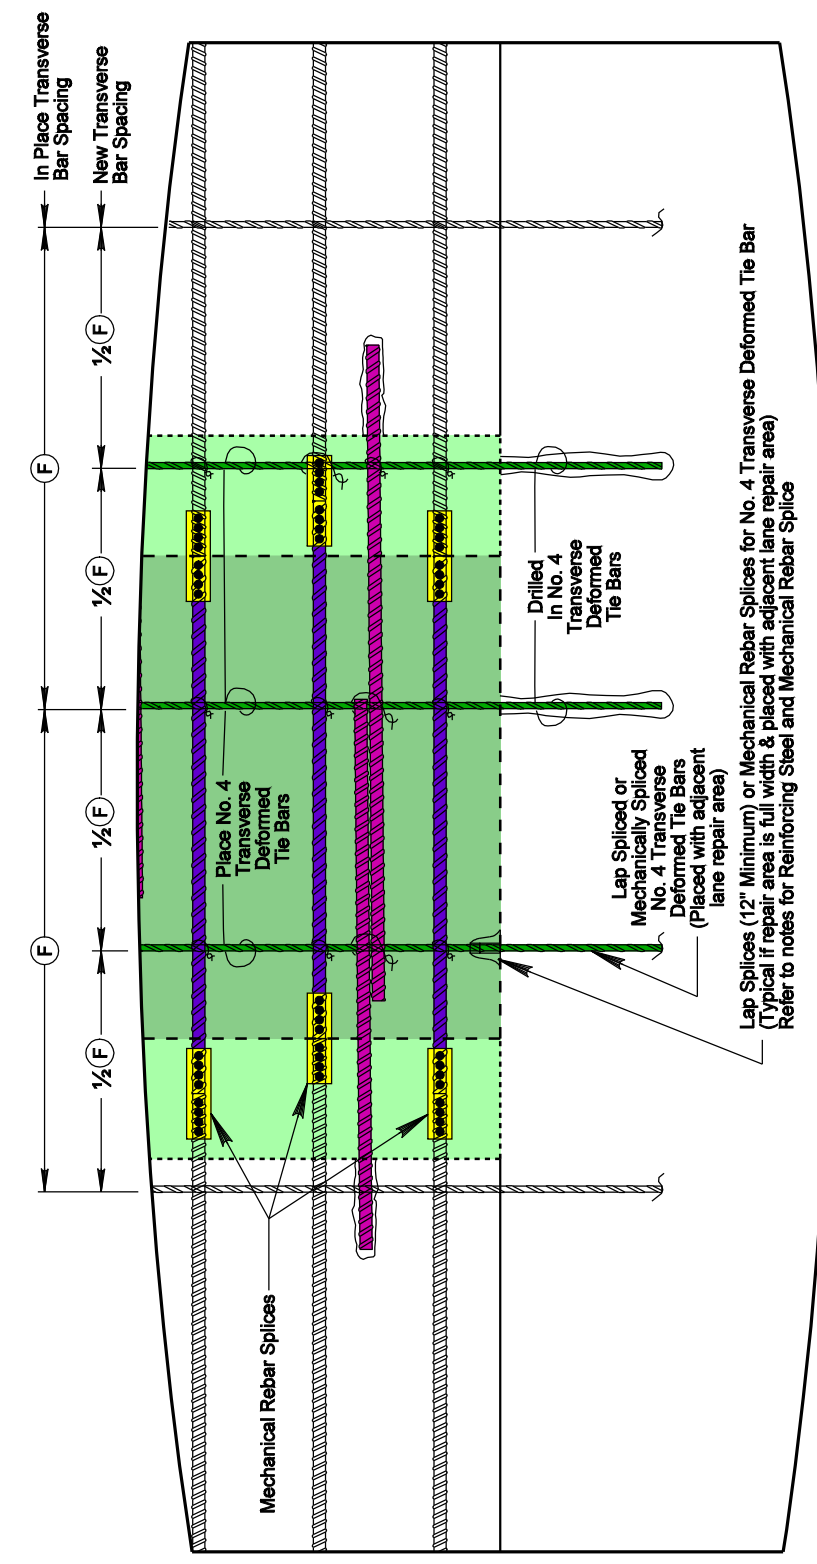 In Place Transverse
Bar Spacing
New Transverse
Bar Spacing
F
F
½ F
½ F
½ F
½ F
Place No. 4
Transverse
Deformed
Tie Bars
Drilled
In No. 4
Transverse
Deformed
Tie Bars
Mechanical Rebar Splices
Lap Spliced or
Mechanically Spliced
No. 4 Transverse
Deformed Tie Bars
(Placed with adjacent
lane repair area)
Lap Splices (12" Minimum) or Mechanical Rebar Splices for No. 4 Transverse Deformed Tie Bar
(Typical if repair area is full width & placed with adjacent lane repair area)
Refer to notes for Reinforcing Steel and Mechanical Rebar Splice